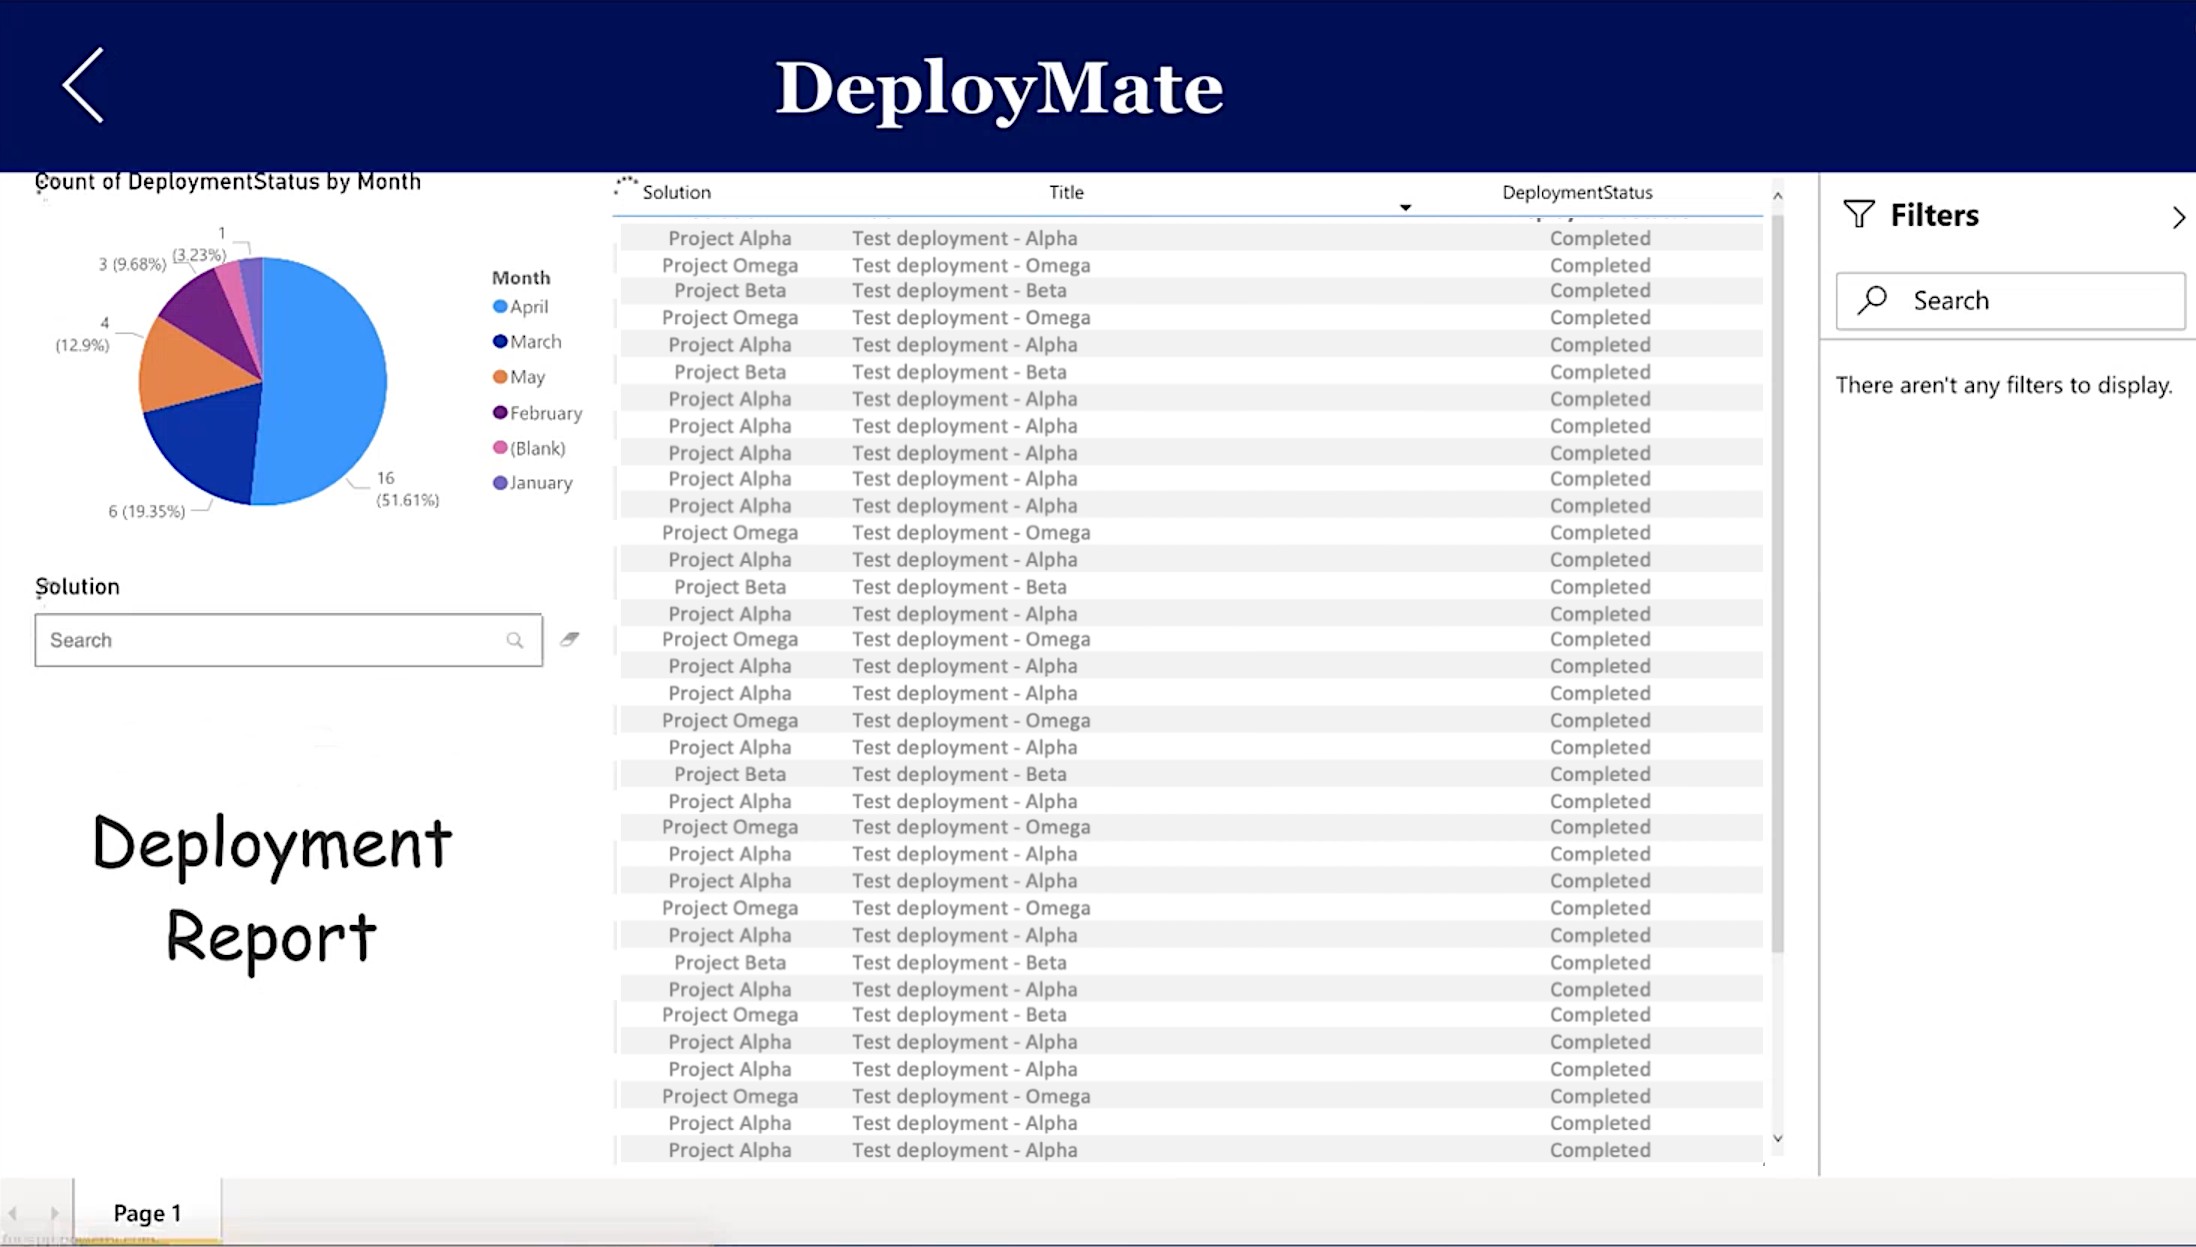 DeployMate
Count of DeploymentStatus by Month
1
(3.23%)
3 (9.68%)
4
(12.9%)
6 (19.35%)
16
(51.61%)
Month
April
March
May
February
(Blank)
January
Solution
Search
Deployment
Report
Solution Title DeploymentStatus
Project Alpha Test deployment - Alpha Completed
Project Omega Test deployment - Omega Completed
Project Beta Test deployment - Beta Completed
Project Omega Test deployment - Omega Completed
Project Alpha Test deployment - Alpha Completed
Project Beta Test deployment - Beta Completed
Project Alpha Test deployment - Alpha Completed
Project Alpha Test deployment - Alpha Completed
Project Alpha Test deployment - Alpha Completed
Project Alpha Test deployment - Alpha Completed
Project Alpha Test deployment - Alpha Completed
Project Omega Test deployment - Omega Completed
Project Alpha Test deployment - Alpha Completed
Project Beta Test deployment - Beta Completed
Project Alpha Test deployment - Alpha Completed
Project Omega Test deployment - Omega Completed
Project Alpha Test deployment - Alpha Completed
Project Alpha Test deployment - Alpha Completed
Project Omega Test deployment - Omega Completed
Project Alpha Test deployment - Alpha Completed
Project Beta Test deployment - Beta Completed
Project Alpha Test deployment - Alpha Completed
Project Omega Test deployment - Omega Completed
Project Alpha Test deployment - Alpha Completed
Project Alpha Test deployment - Alpha Completed
Project Omega Test deployment - Omega Completed
Project Alpha Test deployment - Alpha Completed
Project Beta Test deployment - Beta Completed
Project Alpha Test deployment - Alpha Completed
Project Omega Test deployment - Beta Completed
Project Alpha Test deployment - Alpha Completed
Project Alpha Test deployment - Alpha Completed
Project Omega Test deployment - Omega Completed
Project Alpha Test deployment - Alpha Completed
Project Alpha Test deployment - Alpha Completed
Filters
Search
There aren't any filters to display.
Page 1